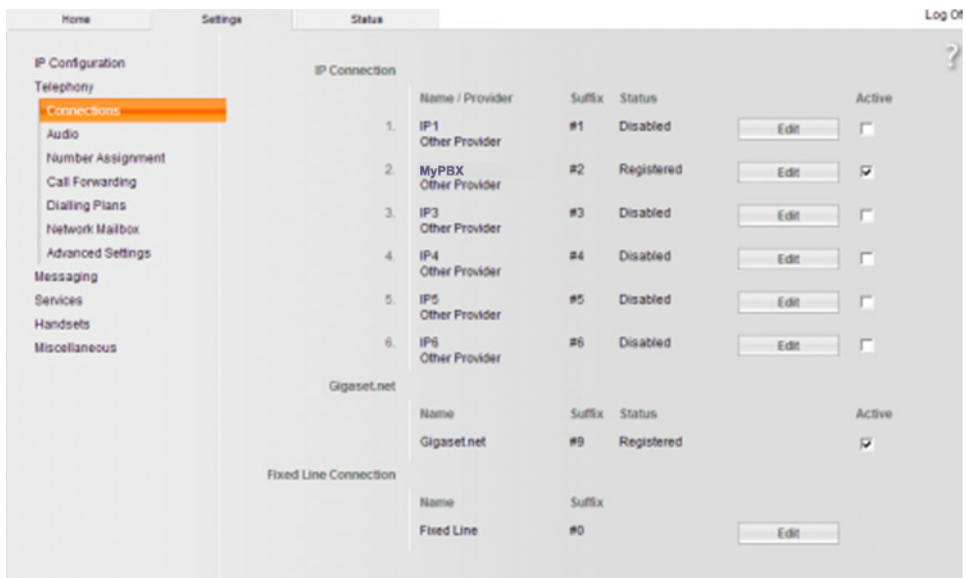 Home Settings Status Log Of
?
IP Configuration
Telephony
Connections
Audio
Number Assignment
Call Forwarding
Dialling Plans
Network Mailbox
Advanced Settings
Messaging
Services
Handsets
Miscellaneous
IP Connection
Name / Provider Suffix Status Active
1. IP1 #1 Disabled Edit
Other Provider
2. MyPBX #2 Registered Edit
Other Provider
3. IP3 #3 Disabled Edit
Other Provider
4. IP4 #4 Disabled Edit
Other Provider
5. IP5 #5 Disabled Edit
Other Provider
6. IP6 #6 Disabled Edit
Other Provider
Gigaset.net
Name Suffix Status Active
Gigaset.net #9 Registered
Fixed Line Connection
Name Suffix
Fixed Line #0 Edit